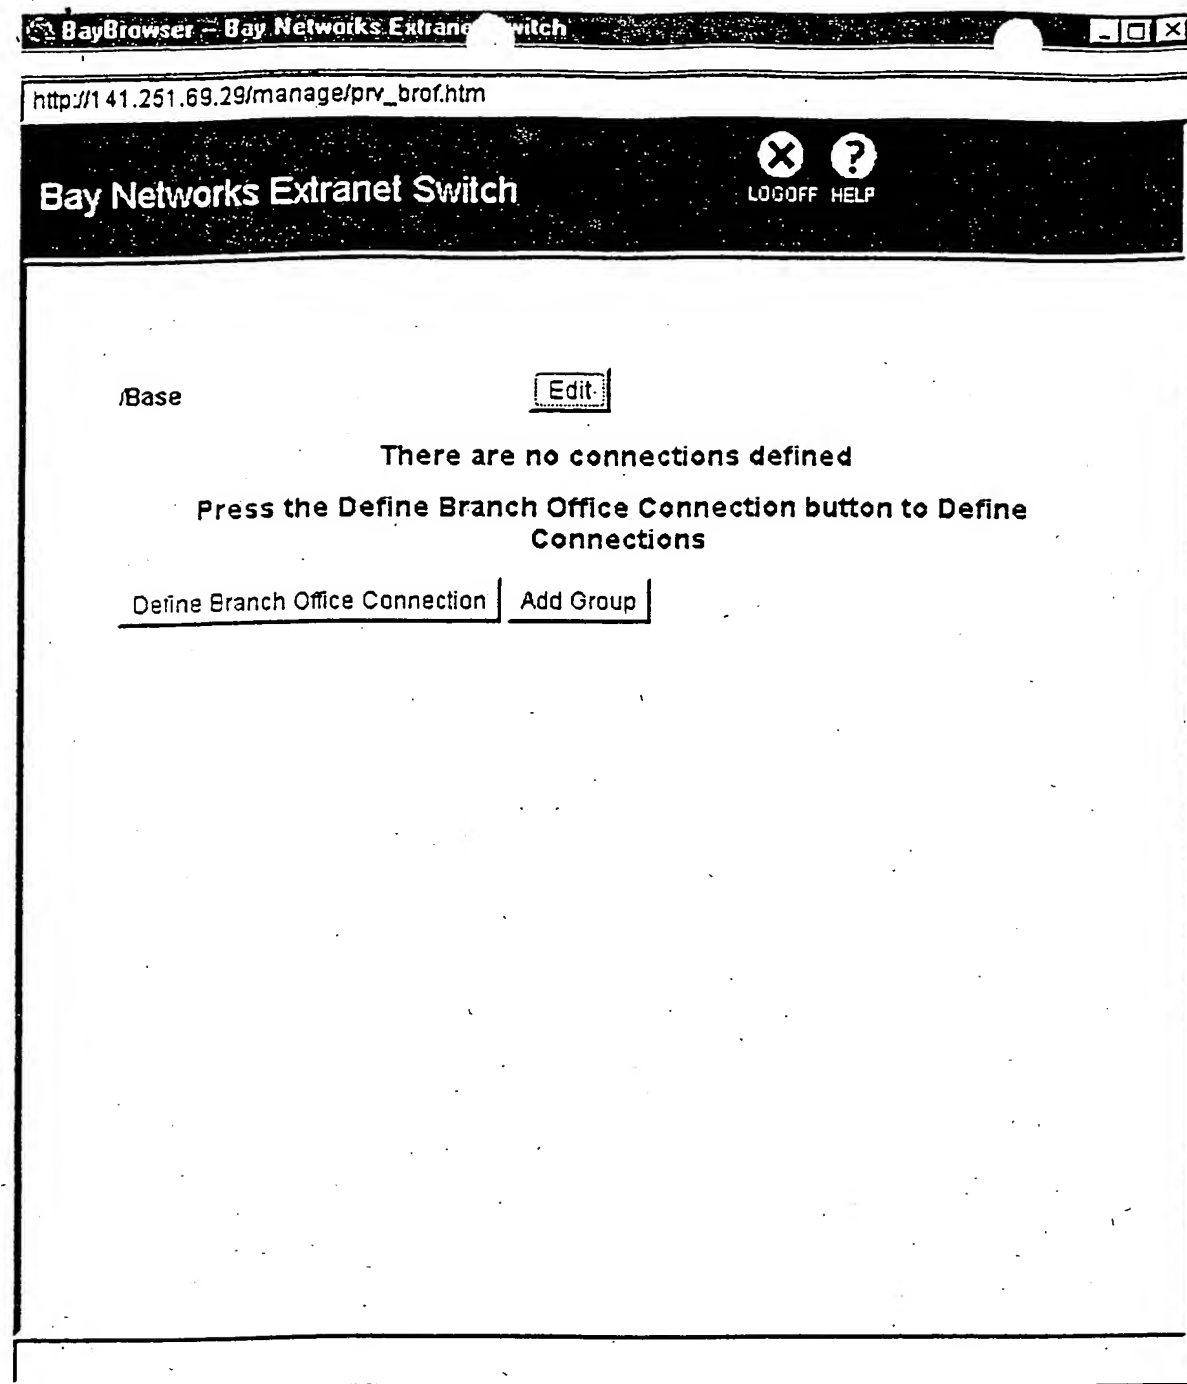 BayBrowser – Bay Networks Extrane witch
http://141.251.69.29/manage/prv_brof.htm
Bay Networks Extranet Switch
LOGOFF HELP
/Base Edit
There are no connections defined
Press the Define Branch Office Connection button to Define
Connections
Define Branch Office Connection Add Group